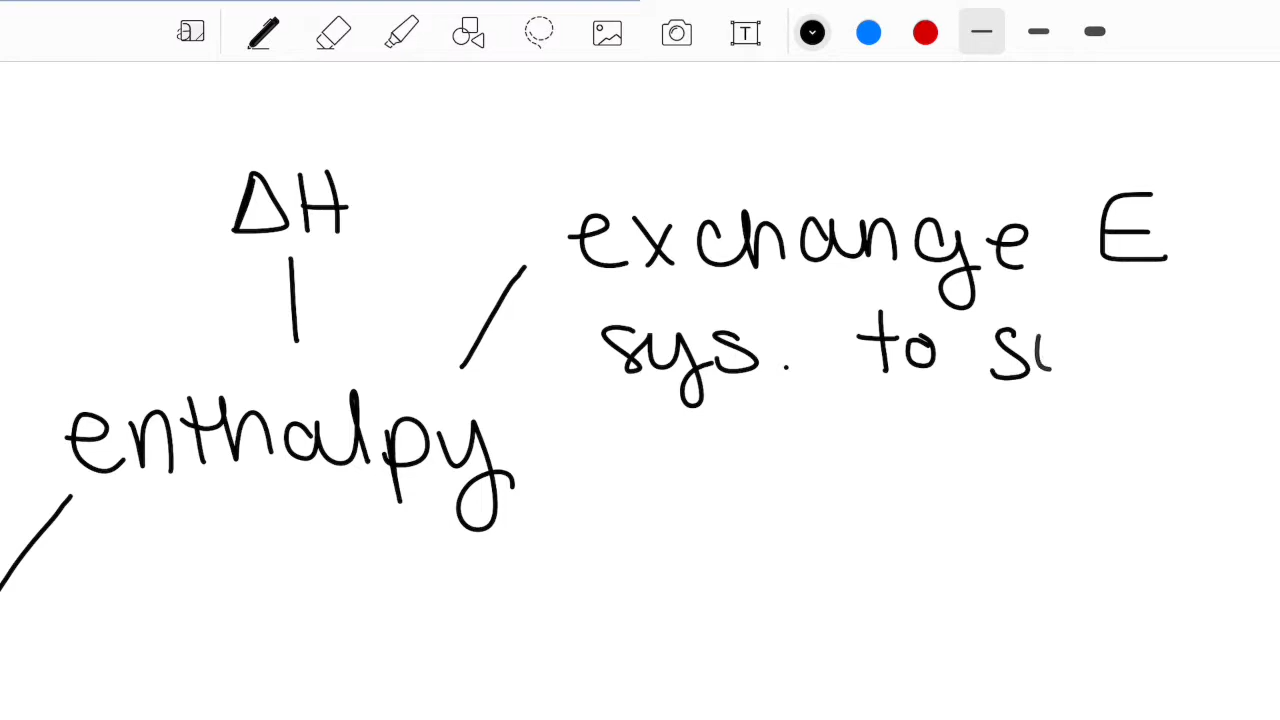 ΔH
exchange E
sys. to
enthalpy